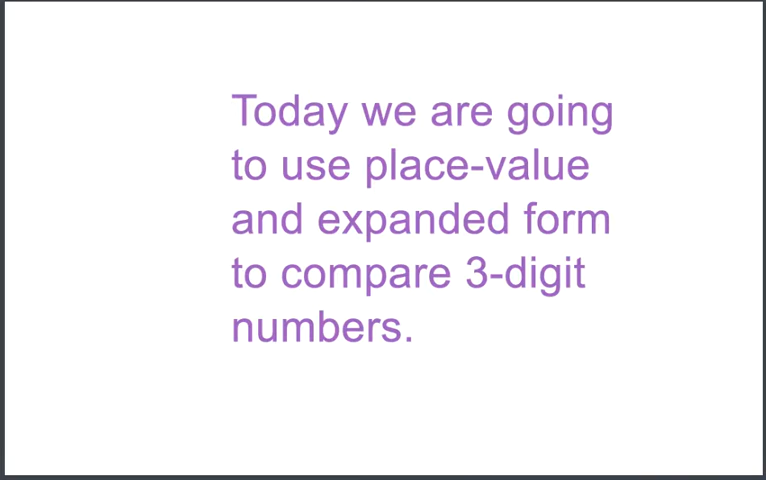 Today we are going
to use place-value
and expanded form
to compare 3-digit
numbers.